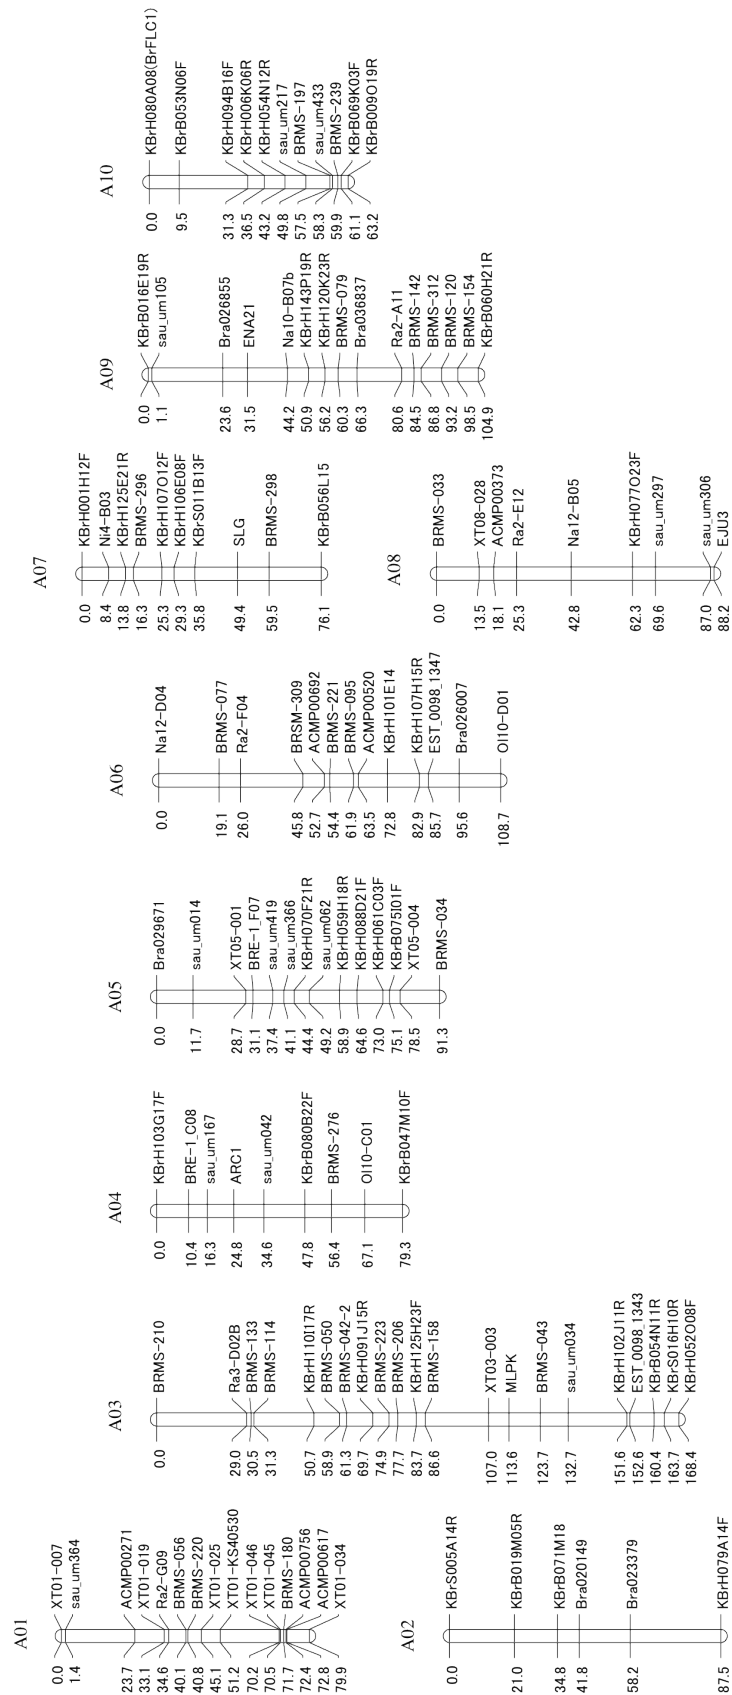 A01
0.0 XT01-007
1.4 sau_um364
23.7 ACMP00271
33.1 XT01-019
34.6 Ra2-G09
40.1 BRMS-056
40.8 BRMS-220
45.1 XT01-025
51.2 XT01-KS40530
70.2 XT01-046
70.5 XT01-045
71.7 BRMS-180
72.4 ACMP00756
72.8 ACMP00617
79.9 XT01-034
A02
0.0 KBrS005A14R
21.0 KBrB019M05R
34.8 KBrB071M18
41.8 Bra020149
58.2 Bra023379
87.5 KBrH079A14F
A03
0.0 BRMS-210
29.0 Ra3-D02B
30.5 BRMS-133
31.3 BRMS-114
50.7 KBrH110I17R
58.9 BRMS-050
61.3 BRMS-042-2
69.7 KBrH091J15R
74.9 BRMS-223
77.7 BRMS-206
83.7 KBrH125H23F
86.6 BRMS-158
107.0 XT03-003
113.6 MLPK
123.7 BRMS-043
132.7 sau_um034
151.6 KBrH102J11R
152.6 EST_0098_1343
160.4 KBrB054N11R
163.7 KBrS016H10R
168.4 KBrH052O08F
A04
0.0 KBrH103G17F
10.4 BRE-1_C08
16.3 sau_um167
24.8 ARC1
34.6 sau_um042
47.8 KBrB080B22F
56.4 BRMS-276
67.1 Ol10-C01
79.3 KBrB047M10F
A05
0.0 Bra029671
11.7 sau_um014
28.7 XT05-001
31.1 BRE-1_F07
37.4 sau_um419
41.1 sau_um366
44.4 KBrH070F21R
49.2 sau_um062
58.9 KBrH059H18R
64.6 KBrH088D21F
73.0 KBrH061C03F
75.1 KBrB075I01F
78.5 XT05-004
91.3 BRMS-034
A06
0.0 Na12-D04
19.1 BRMS-077
26.0 Ra2-F04
45.8 BRSM-309
52.7 ACMP00692
54.4 BRMS-221
61.9 BRMS-095
63.5 ACMP00520
72.8 KBrH101E14
82.9 KBrH107H15R
85.7 EST_0098_1347
95.6 Bra026007
108.7 Ol10-D01
A07
0.0 KBrH001H12F
8.4 Ni4-B03
13.8 KBrH125E21R
16.3 BRMS-296
25.3 KBrH107O12F
29.3 KBrH106E08F
35.8 KBrS011B13F
49.4 SLG
59.5 BRMS-298
76.1 KBrB056L15
A08
0.0 BRMS-033
13.5 XT08-028
18.1 ACMP00373
25.3 Ra2-E12
42.8 Na12-B05
62.3 KBrH077O23F
69.6 sau_um297
87.0 sau_um306
88.2 EJU3
A09
0.0 KBrB016E19R
1.1 sau_um105
23.6 Bra026855
31.5 ENA21
44.2 Na10-B07b
50.9 KBrH143P19R
56.2 KBrH120K23R
60.3 BRMS-079
66.3 Bra036837
80.6 Ra2-A11
84.5 BRMS-142
86.8 BRMS-312
93.2 BRMS-120
98.5 BRMS-154
104.9 KBrB060H21R
A10
0.0 KBrH080A08(BrFLC1)
9.5 KBrB053N06F
31.3 KBrH094B16F
36.5 KBrH006K06R
43.2 KBrH054N12R
49.8 sau_um217
57.5 BRMS-197
58.3 sau_um433
59.9 BRMS-239
61.1 KBrB069K03F
63.2 KBrB009O19R